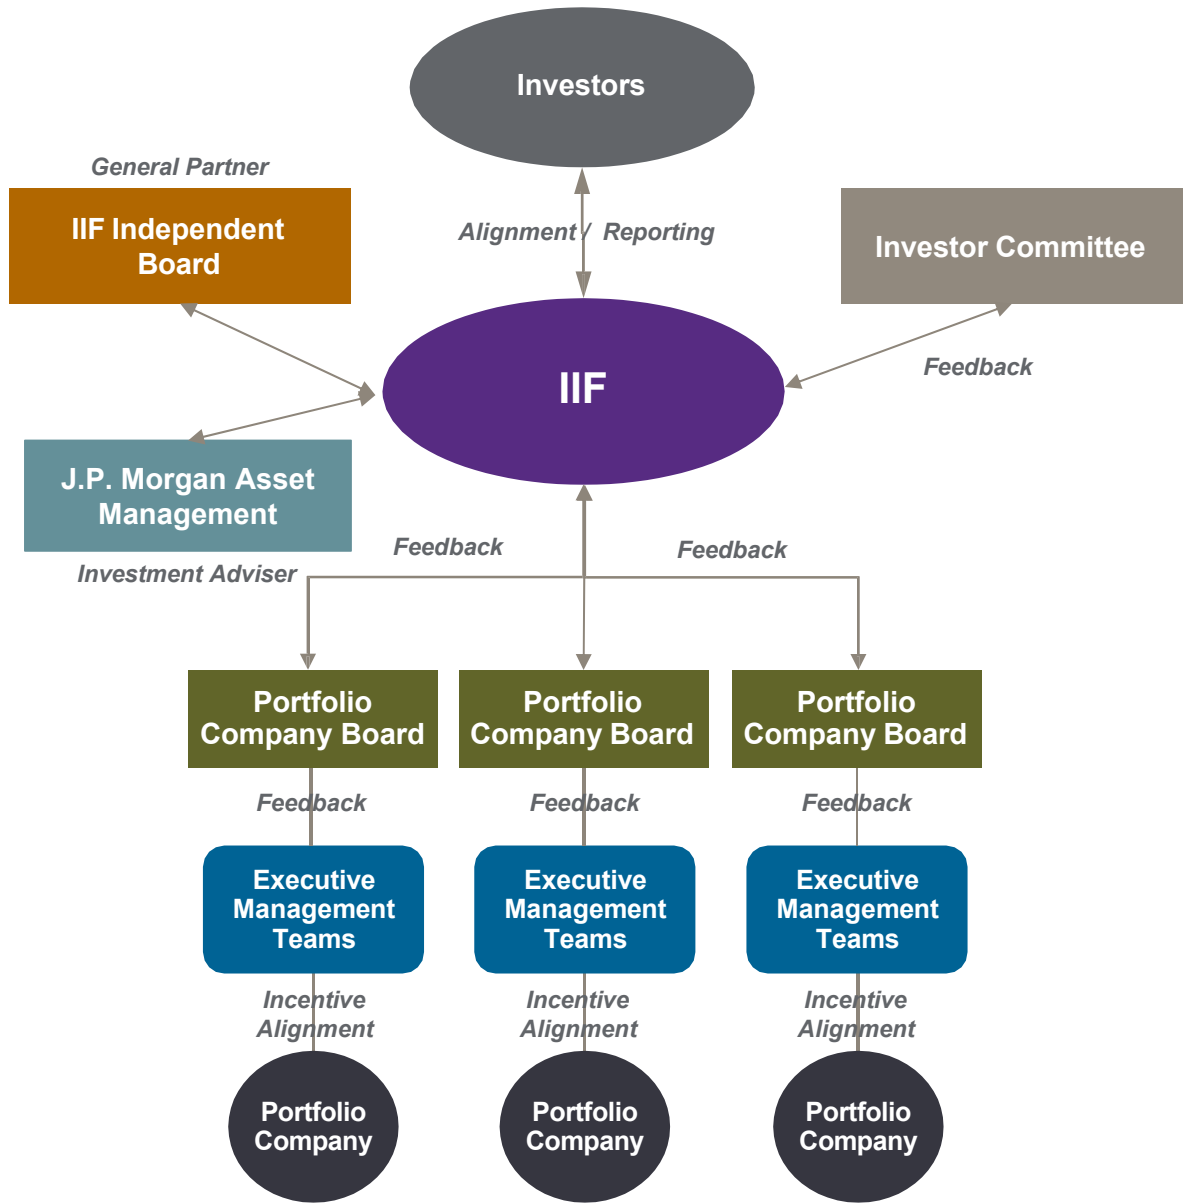 Investors
General Partner
IIF Independent
Board
Alignment / Reporting
Investor Committee
IIF
Feedback
J.P. Morgan Asset
Management
Investment Adviser
Feedback
Feedback
Portfolio
Company Board
Portfolio
Company Board
Portfolio
Company Board
Feedback
Feedback
Feedback
Executive
Management
Teams
Executive
Management
Teams
Executive
Management
Teams
Incentive
Alignment
Incentive
Alignment
Incentive
Alignment
Portfolio
Company
Portfolio
Company
Portfolio
Company